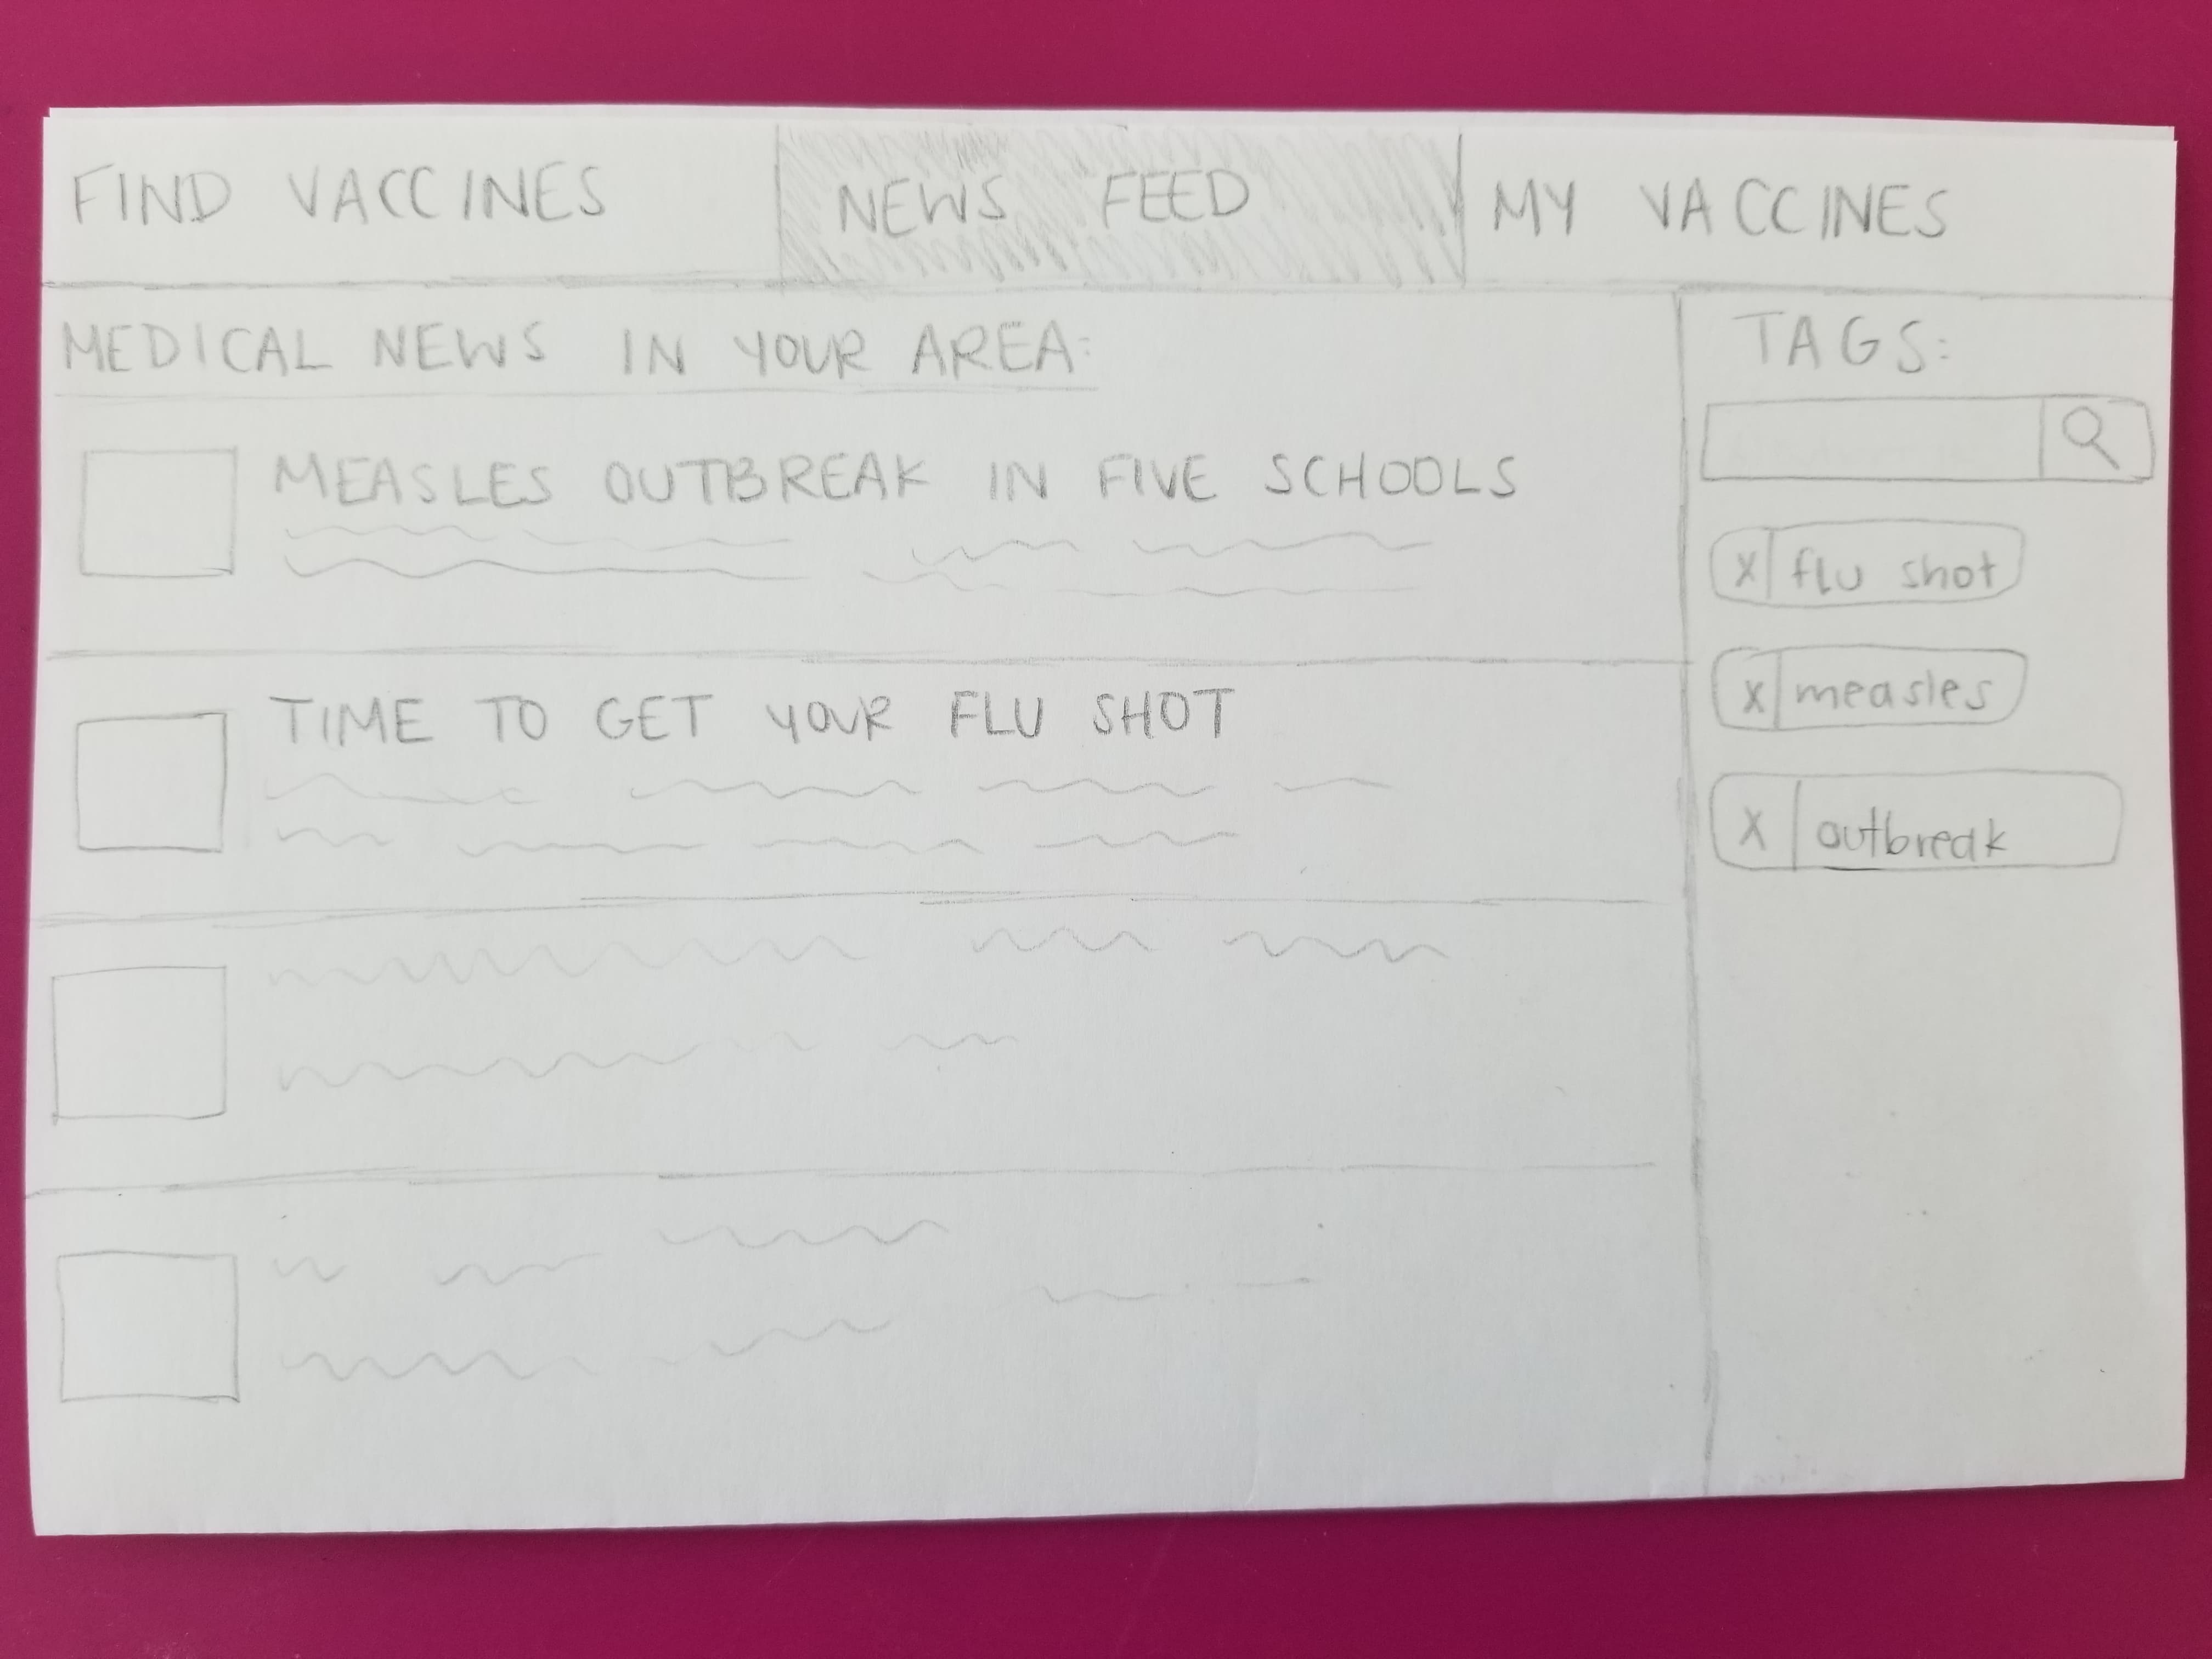 FIND VACCINES NEWS FEED MY VACCINES
MEDICAL NEWS IN YOUR AREA:
MEASLES OUTBREAK IN FIVE SCHOOLS
TIME TO GET YOUR FLU SHOT
TAGS:
X flu shot
X measles
X outbreak